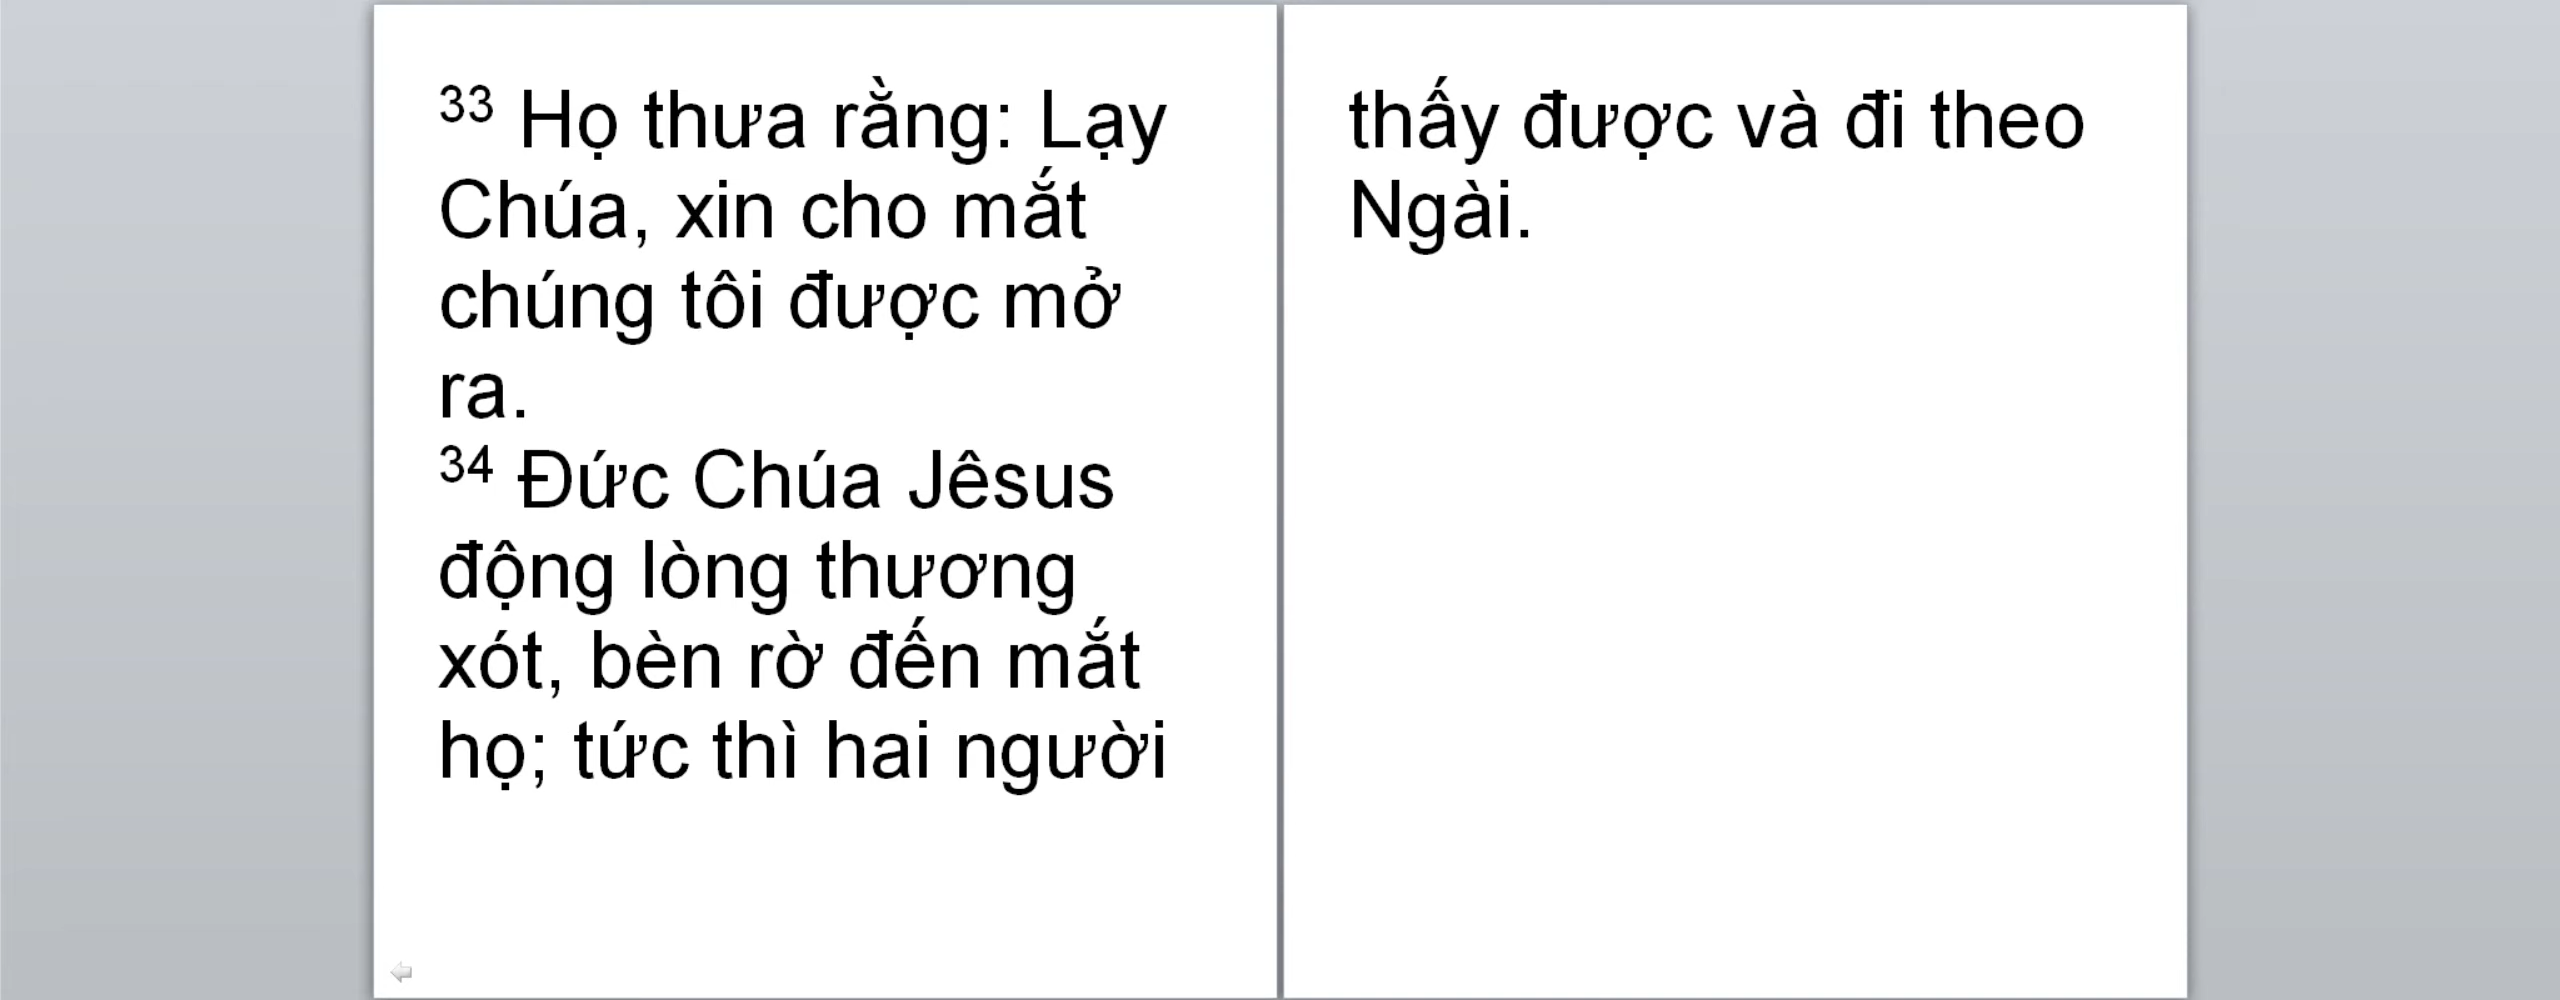 33 Họ thưa rằng: Lạy
Chúa, xin cho mắt
chúng tôi được mở
ra.
34 Đức Chúa Jêsus
động lòng thương
xót, bèn rờ đến mắt
họ; tức thì hai người
thấy được và đi theo
Ngài.